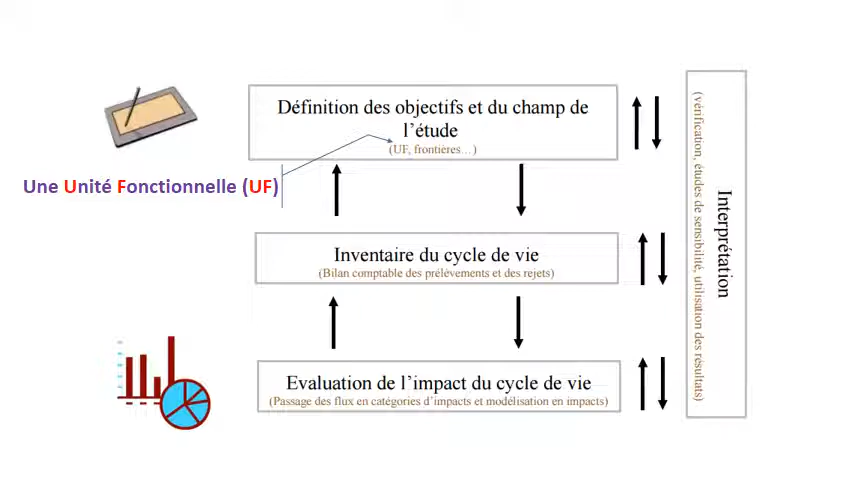 Définition des objectifs et du champ de
l’étude
(UF, frontières…)
Une Unité Fonctionnelle (UF)
Inventaire du cycle de vie
(Bilan comptable des prélèvements et des rejets)
Evaluation de l’impact du cycle de vie
(Passage des flux en catégories d’impacts et modélisation en impacts)
Interprétation
(vérification, études de sensibilité, utilisation des résultats)